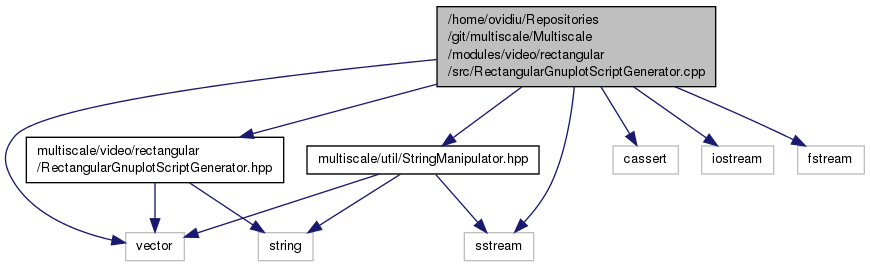 /home/ovidiu/Repositories
/git/multiscale/Multiscale
/modules/video/rectangular
/src/RectangularGnuplotScriptGenerator.cpp
multiscale/video/rectangular
/RectangularGnuplotScriptGenerator.hpp
multiscale/util/StringManipulator.hpp
cassert
iostream
fstream
vector
string
sstream